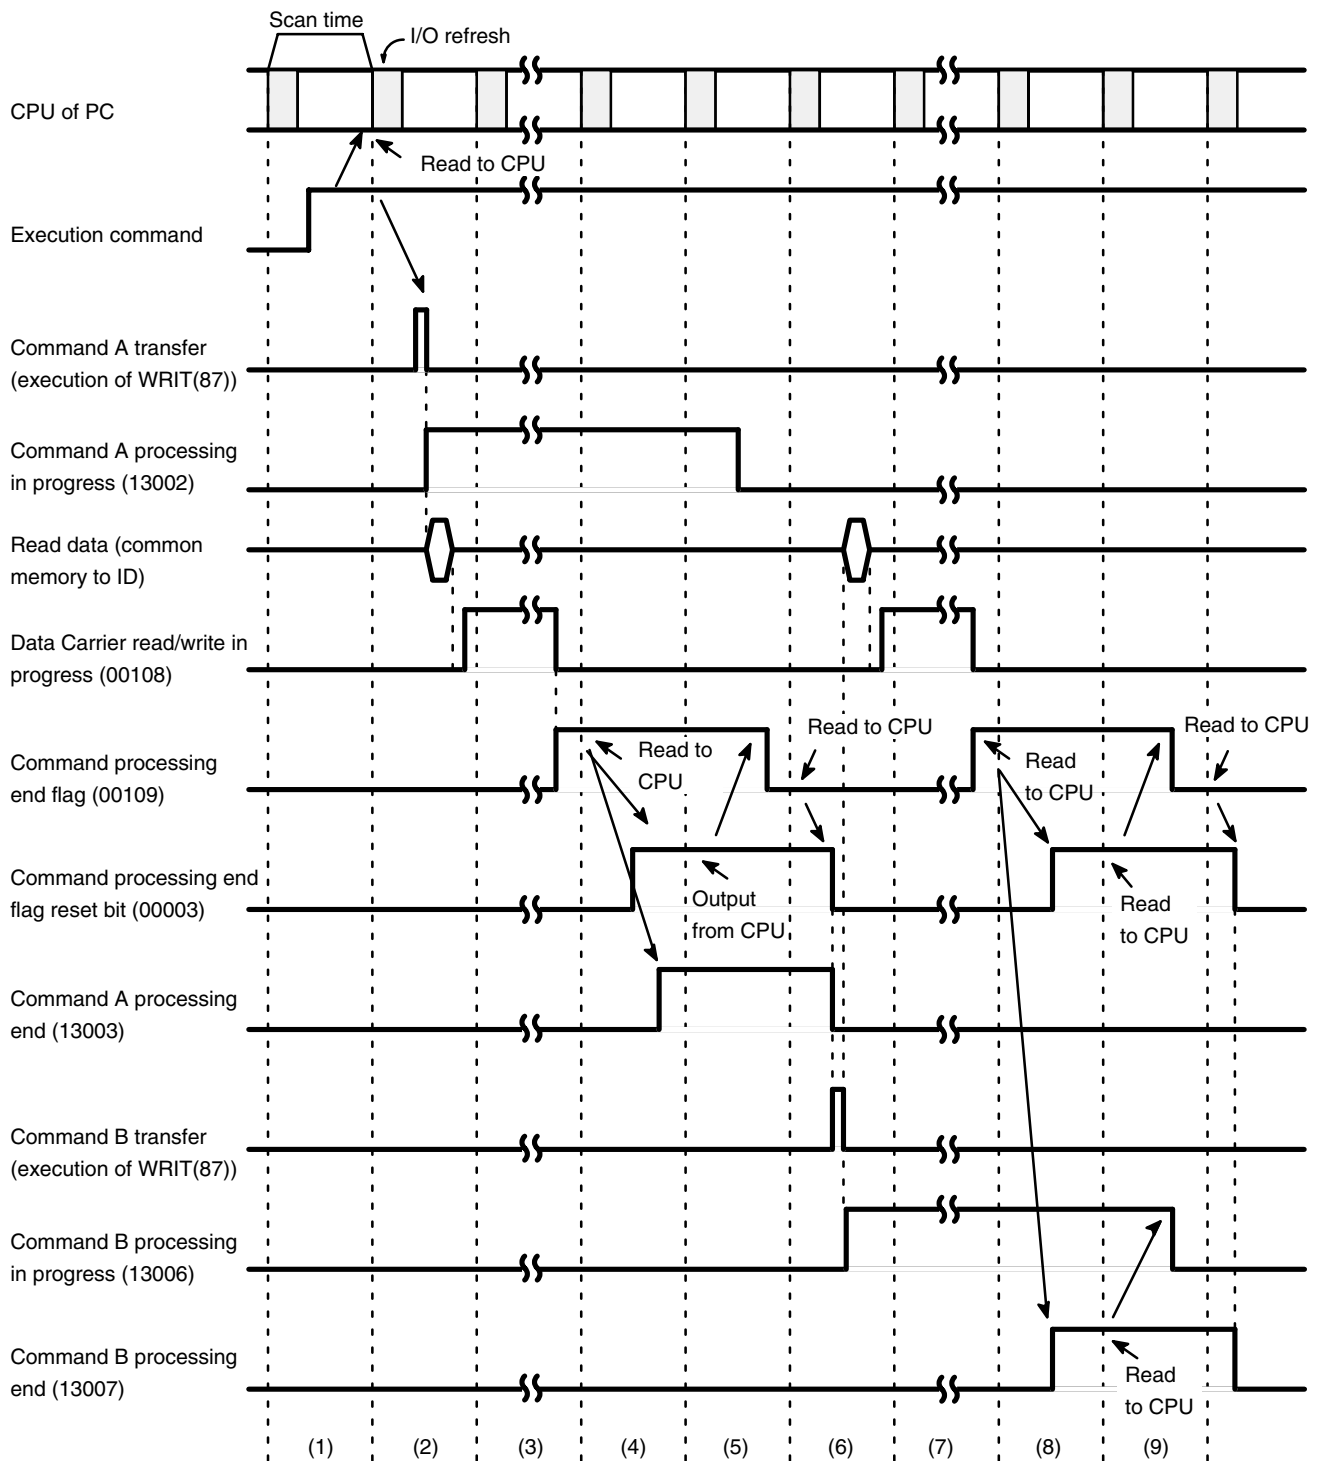 Scan time
I/O refresh
CPU of PC
Read to CPU
Execution command
Command A transfer
(execution of WRIT(87))
Command A processing
in progress (13002)
Read data (common
memory to ID)
Data Carrier read/write in
progress (00108)
Command processing
end flag (00109)
Read to
CPU
Read to CPU
Read
to CPU
Read to CPU
Command processing end
flag reset bit (00003)
Output
from CPU
Read
to CPU
Command A processing
end (13003)
Command B transfer
(execution of WRIT(87))
Command B processing
in progress (13006)
Command B processing
end (13007)
Read
to CPU
(1) (2) (3) (4) (5) (6) (7) (8) (9)